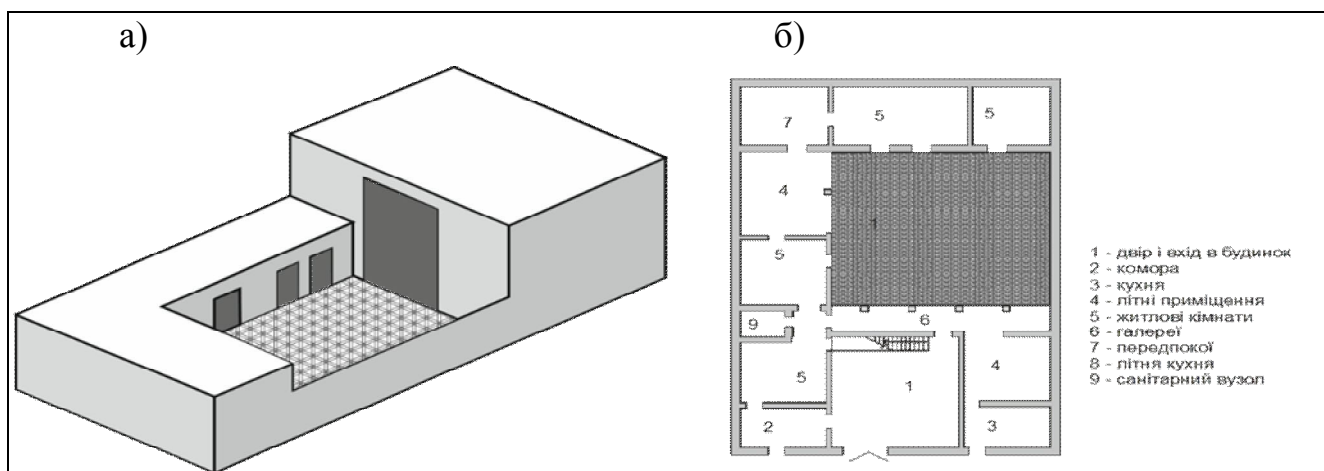 а)
б)
7
5
5
4
1
5
9
6
5
1
4
2
3
1 - двір і вхід в будинок
2 - комора
3 - кухня
4 - літні приміщення
5 - житлові кімнати
6 - галереї
7 - передпокої
8 - літня кухня
9 - санітарний вузол